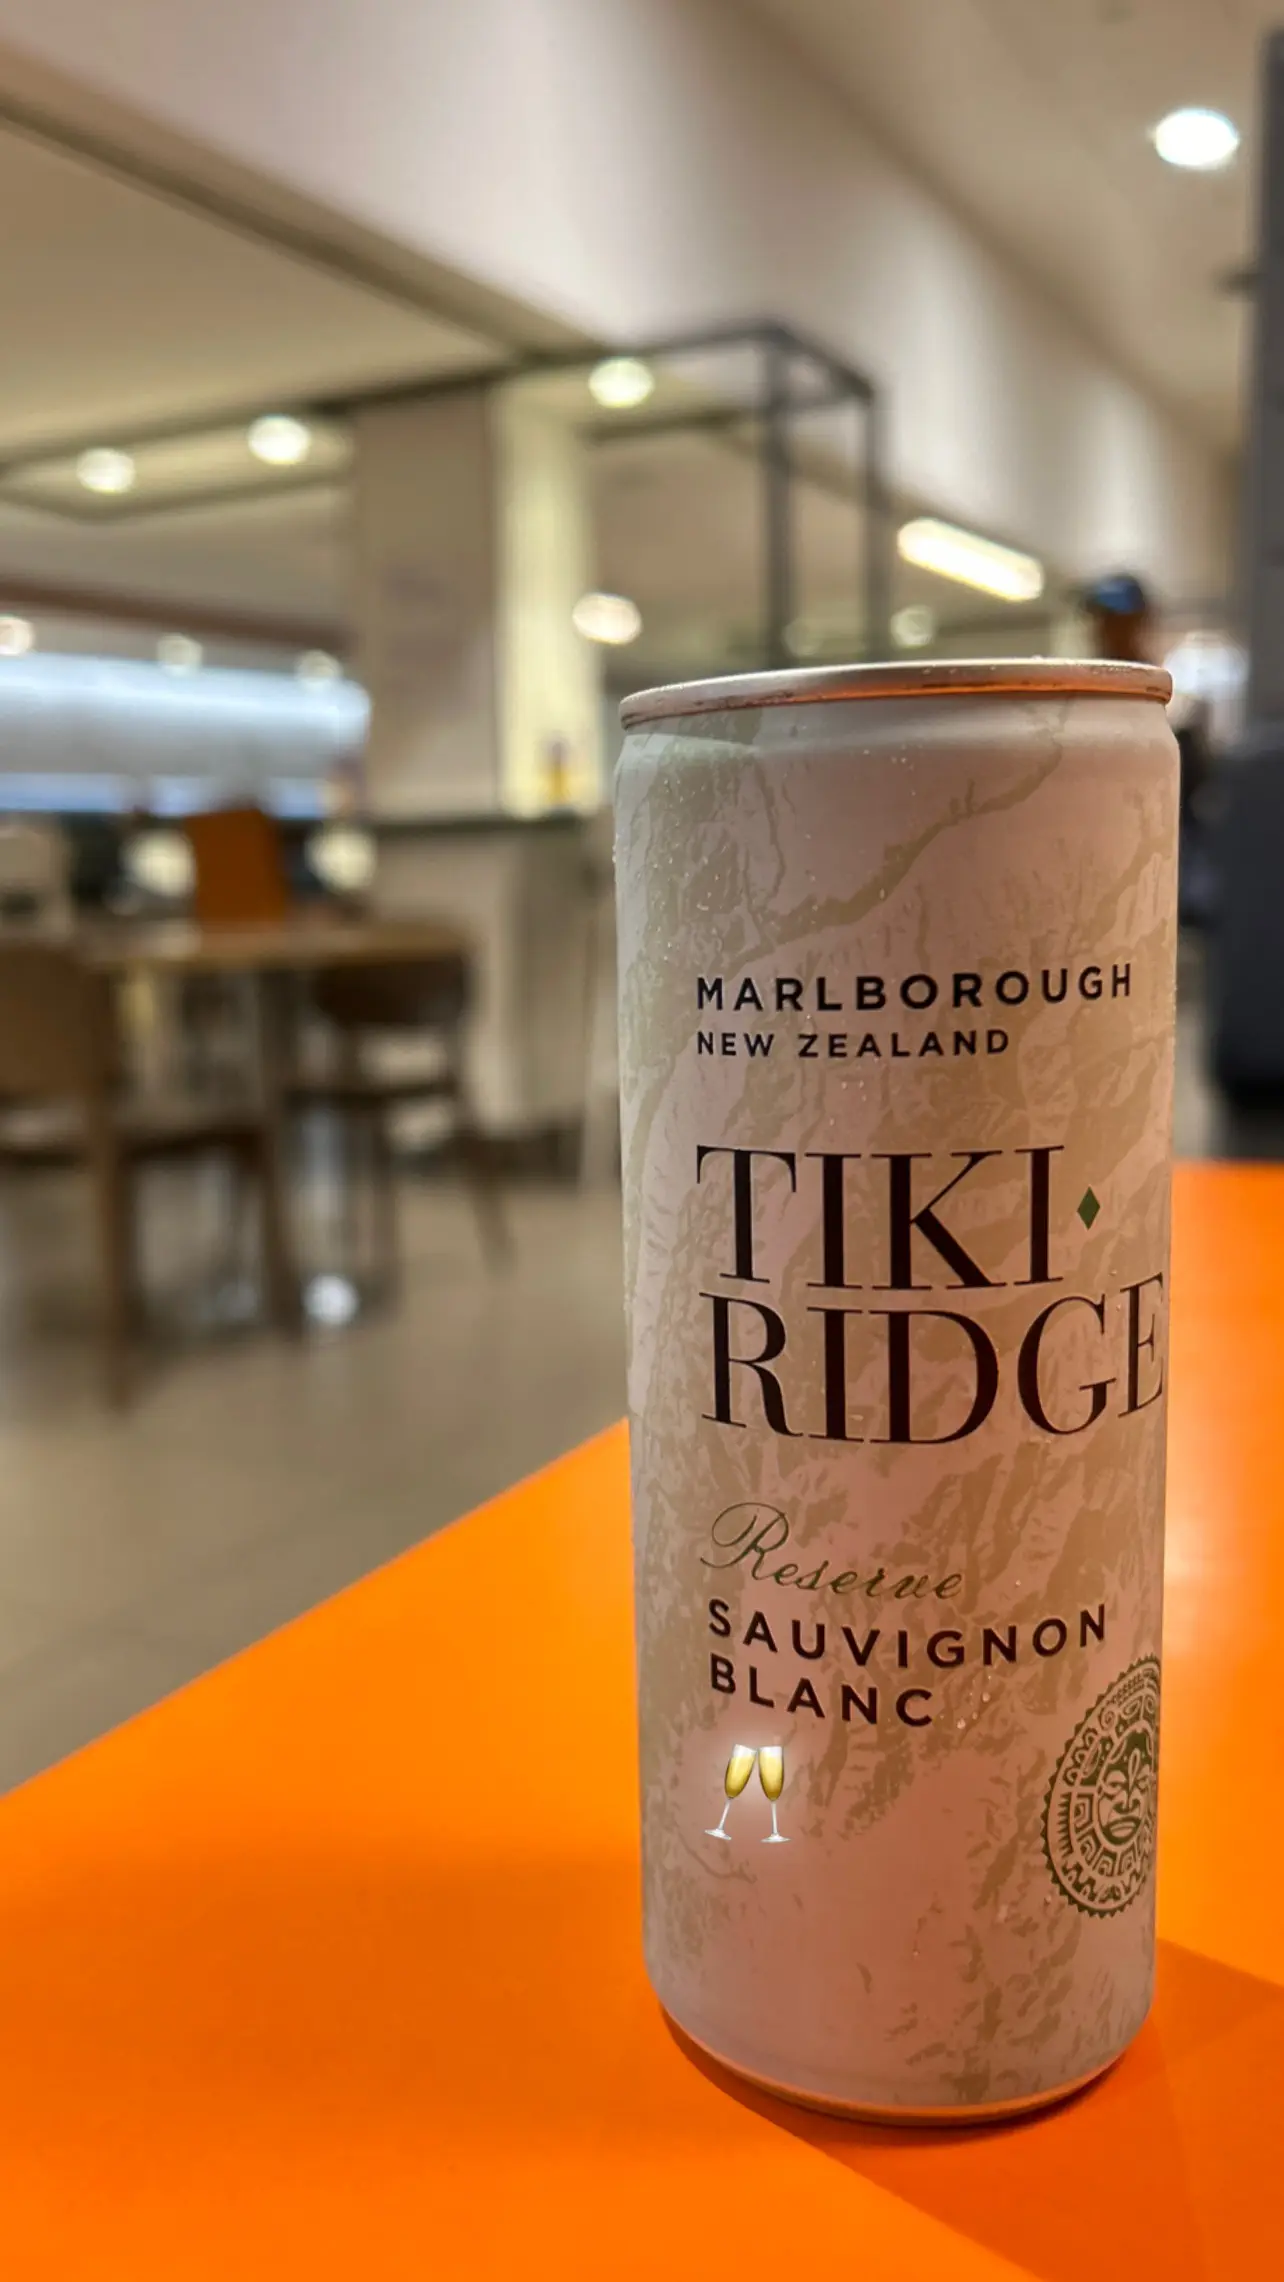 MARLBOROUGH
NEW ZEALAND
TIKI
RIDGE
Reserve
SAUVIGNON
BLANC